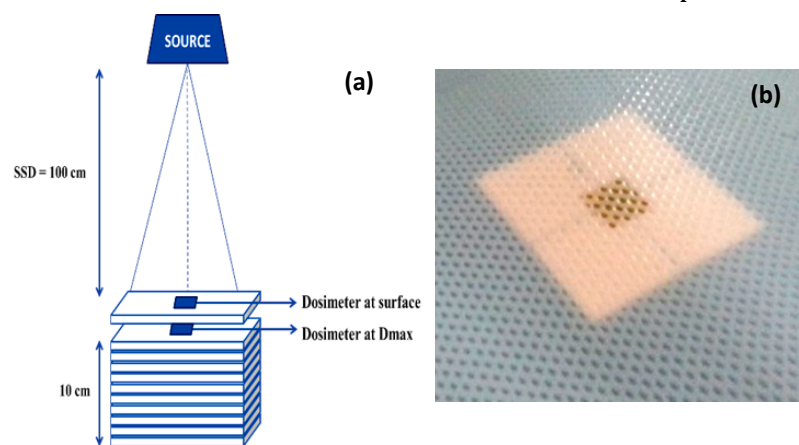 SOURCE
(a)
(b)
SSD = 100 cm
Dosimeter at surface
Dosimeter at Dmax
10 cm